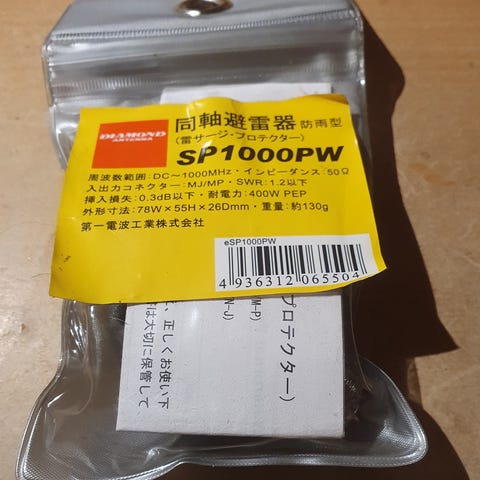 DIAMOND
ANTENNA
同軸避雷器 防雨型
(雷サージ・プロテクター)
SP1000PW
周波数範囲:DC~1000MHz・インピーダンス:50Ω
入出力コネクター:MJ/MP・SWR:1.2以下
挿入損失:0.3dB以下・耐電力:400W PEP
外形寸法:78W×55H×26Dmm・重量:約130g
第一電波工業株式会社
eSP1000PW
4 936312 065504
プロテクター)
M-P)
N-J)
正しくお使い下
は大切に保管して